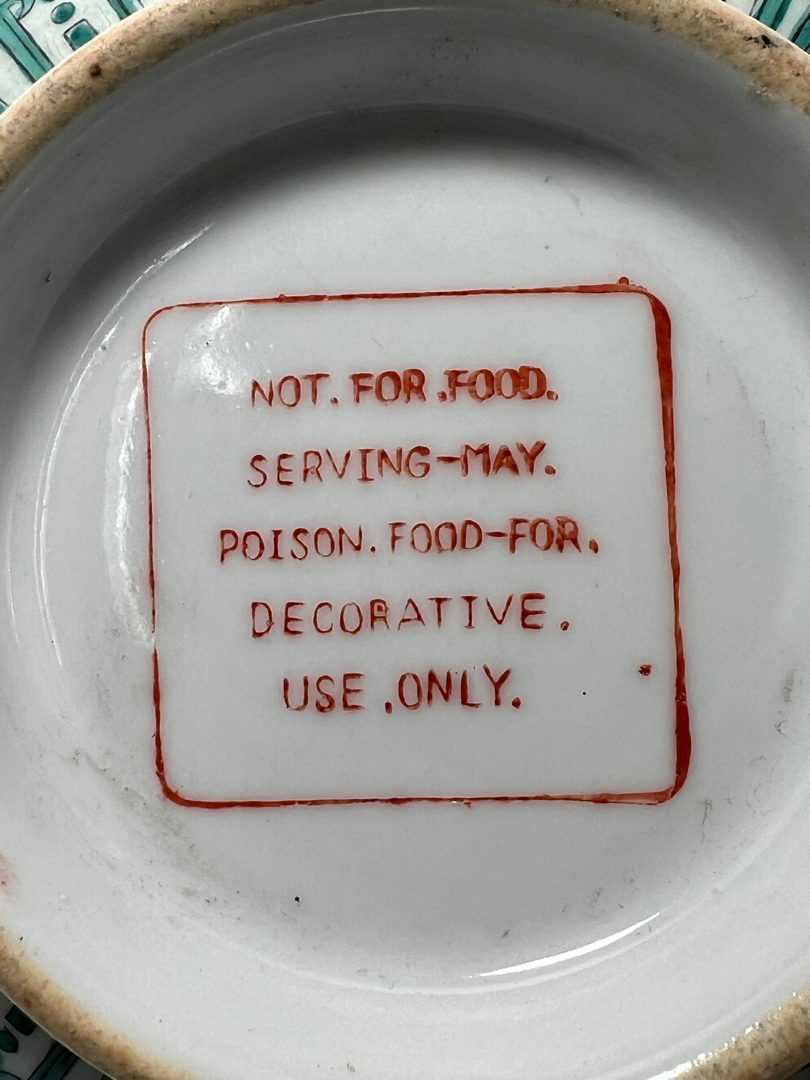 NOT. FOR .FOOD.
SERVING-MAY.
POISON. FOOD-FOR.
DECORATIVE.
USE .ONLY.